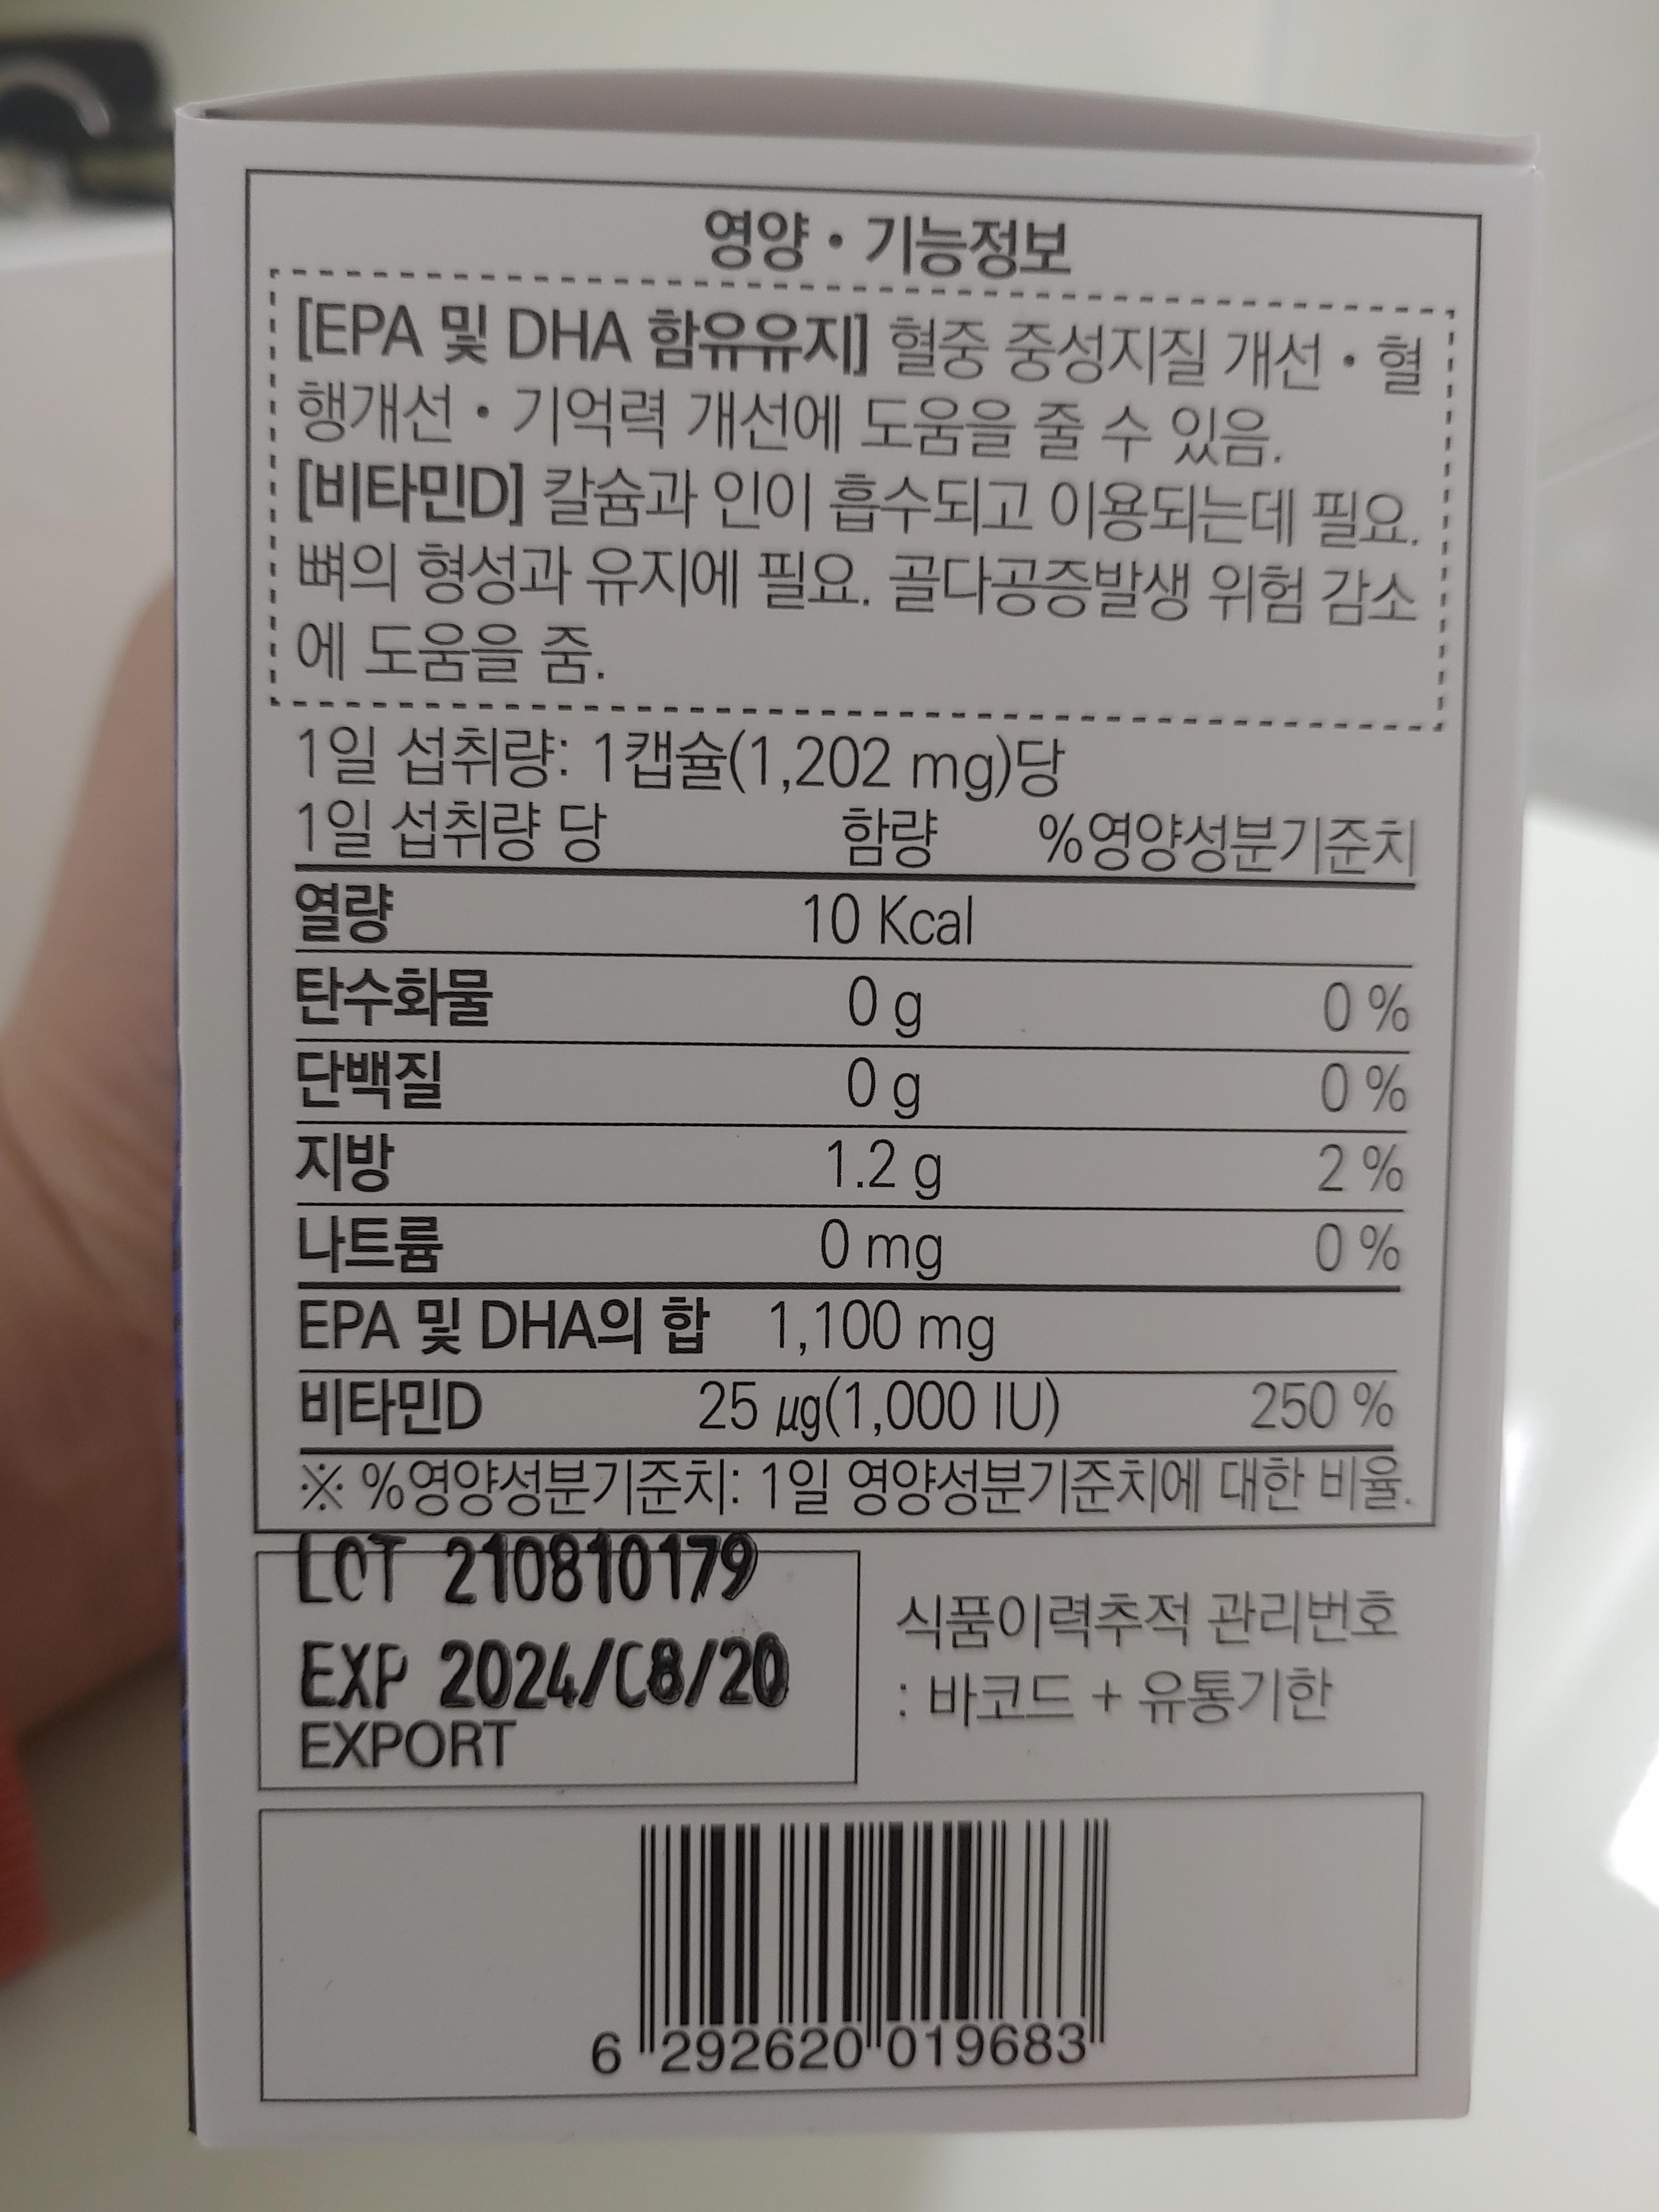 영양 • 기능정보
[EPA 및 DHA 함유유지] 혈중 중성지질 개선 • 혈
행개선 • 기억력 개선에 도움을 줄 수 있음.
[비타민D] 칼슘과 인이 흡수되고 이용되는데 필요.
뼈의 형성과 유지에 필요. 골다공증발생 위험 감소
에 도움을 줌.
1일 섭취량: 1캡슐(1,202 mg)당
1일 섭취량 당 함량 %영양성분기준치
열량 10 Kcal
탄수화물 0 g 0 %
단백질 0 g 0 %
지방 1.2 g 2 %
나트륨 0 mg 0 %
EPA 및 DHA의 합 1,100 mg
비타민D 25 μg(1,000 IU) 250 %
※ %영양성분기준치: 1일 영양성분기준치에 대한 비율.
LOT 210810179
EXP 2024/08/20
EXPORT
식품이력추적 관리번호
: 바코드 + 유통기한
6 292620 019683